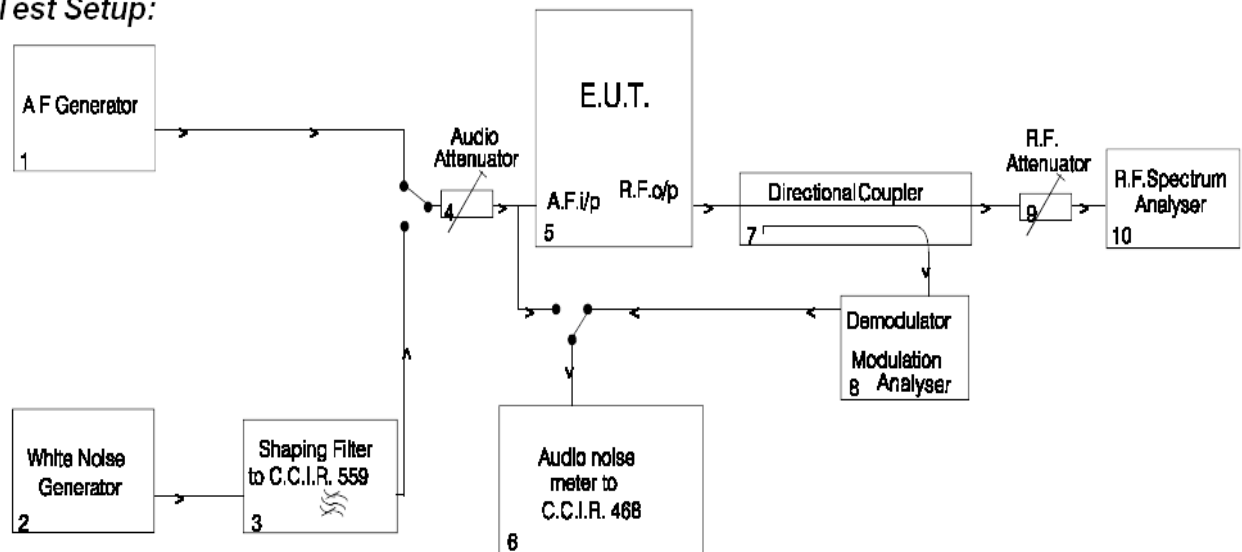 Test Setup:
A F Generator
1
Audio
Attenuator
4
E.U.T.
A.F.i/p
R.F.o/p
5
Directional Coupler
7
R.F.
Attenuator
9
R.F.Spectrum
Analyser
10
Demodulator
Modulation
Analyser
8
White Noise
Generator
2
Shaping Filter
to C.C.I.R. 559
3
Audio noise
meter to
C.C.I.R. 468
6